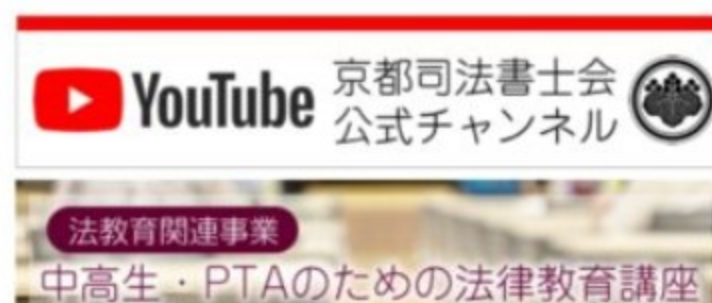 YouTube
京都司法書士会
公式チャンネル
法教育関連事業
中高生・PTAのための法律教育講座